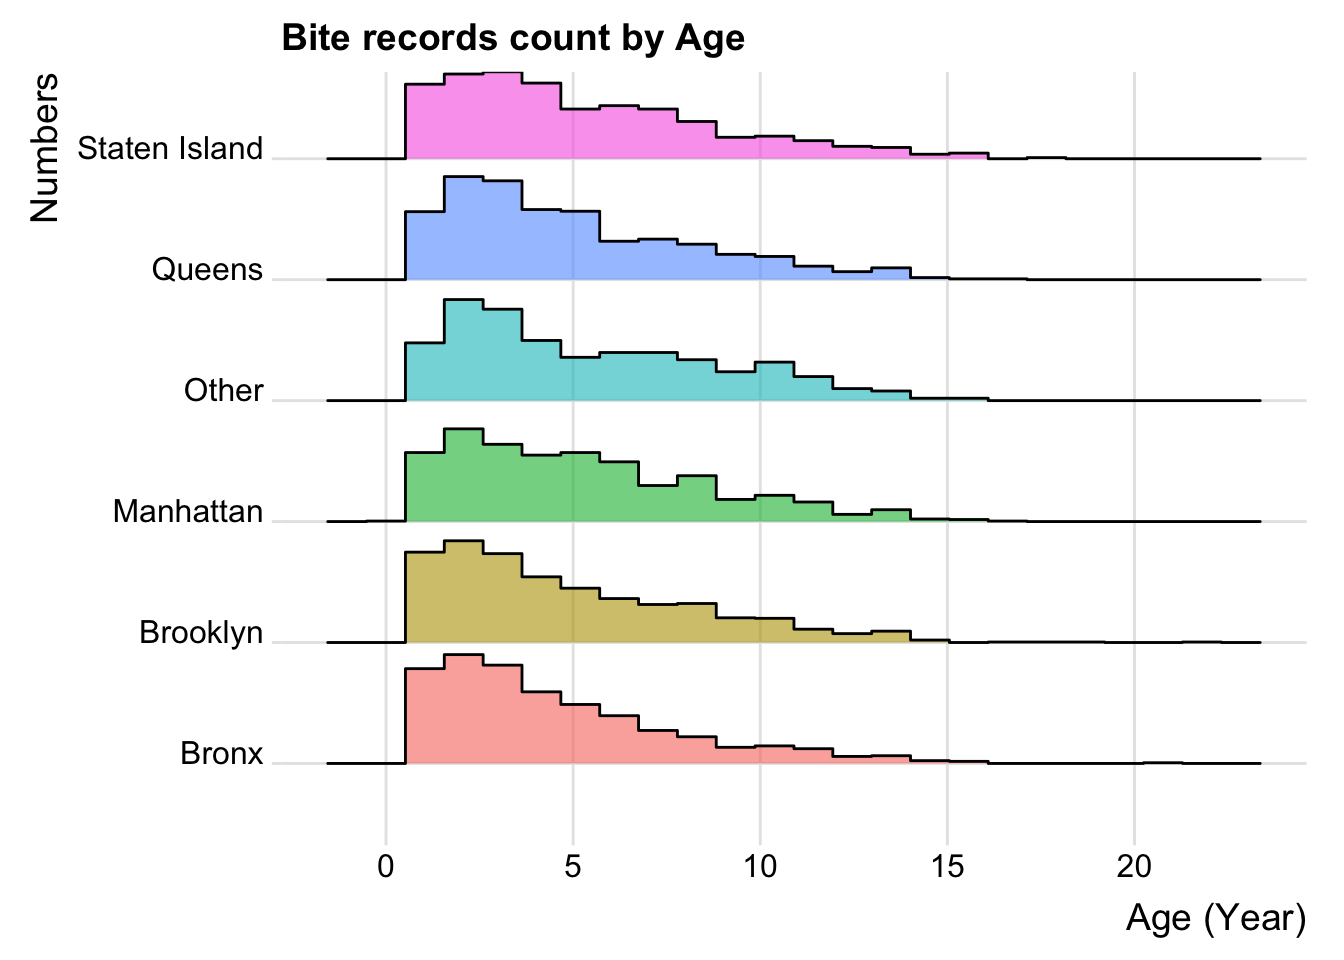 Bite records count by Age
Numbers
Staten Island
Queens
Other
Manhattan
Brooklyn
Bronx
0 5 10 15 20
Age (Year)